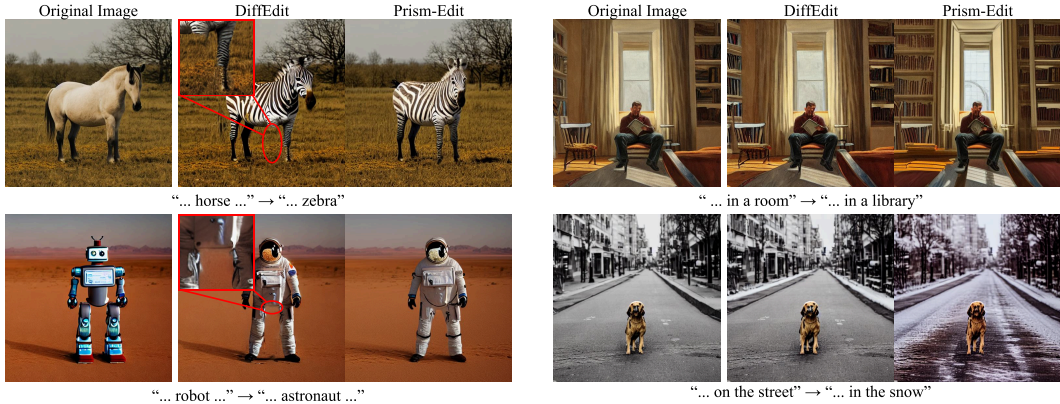 Original Image DiffEdit Prism-Edit
“... horse ...” → “... zebra”
“... robot ...” → “... astronaut ...”
Original Image DiffEdit Prism-Edit
“ ... in a room” → “... in a library”
“... on the street” → “... in the snow”